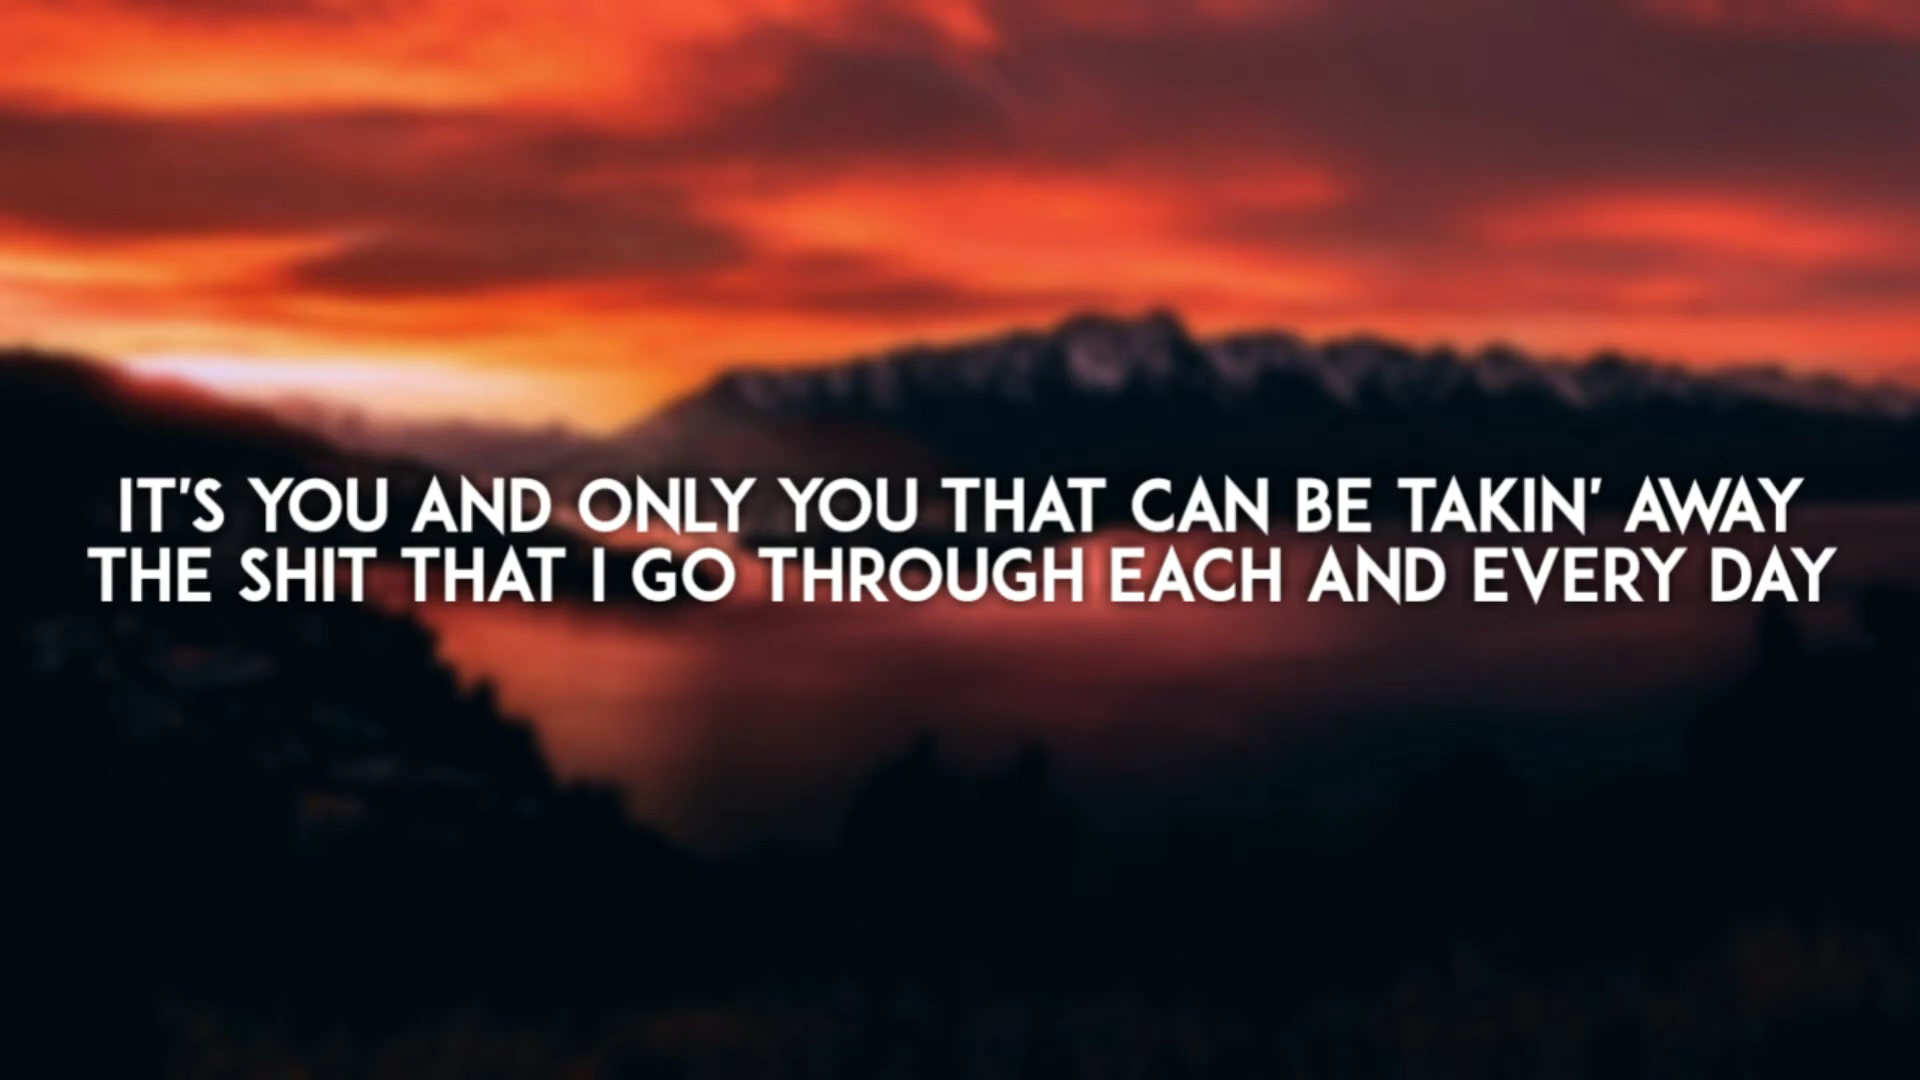 IT'S YOU AND ONLY YOU THAT CAN BE TAKIN' AWAY
THE SHIT THAT I GO THROUGH EACH AND EVERY DAY